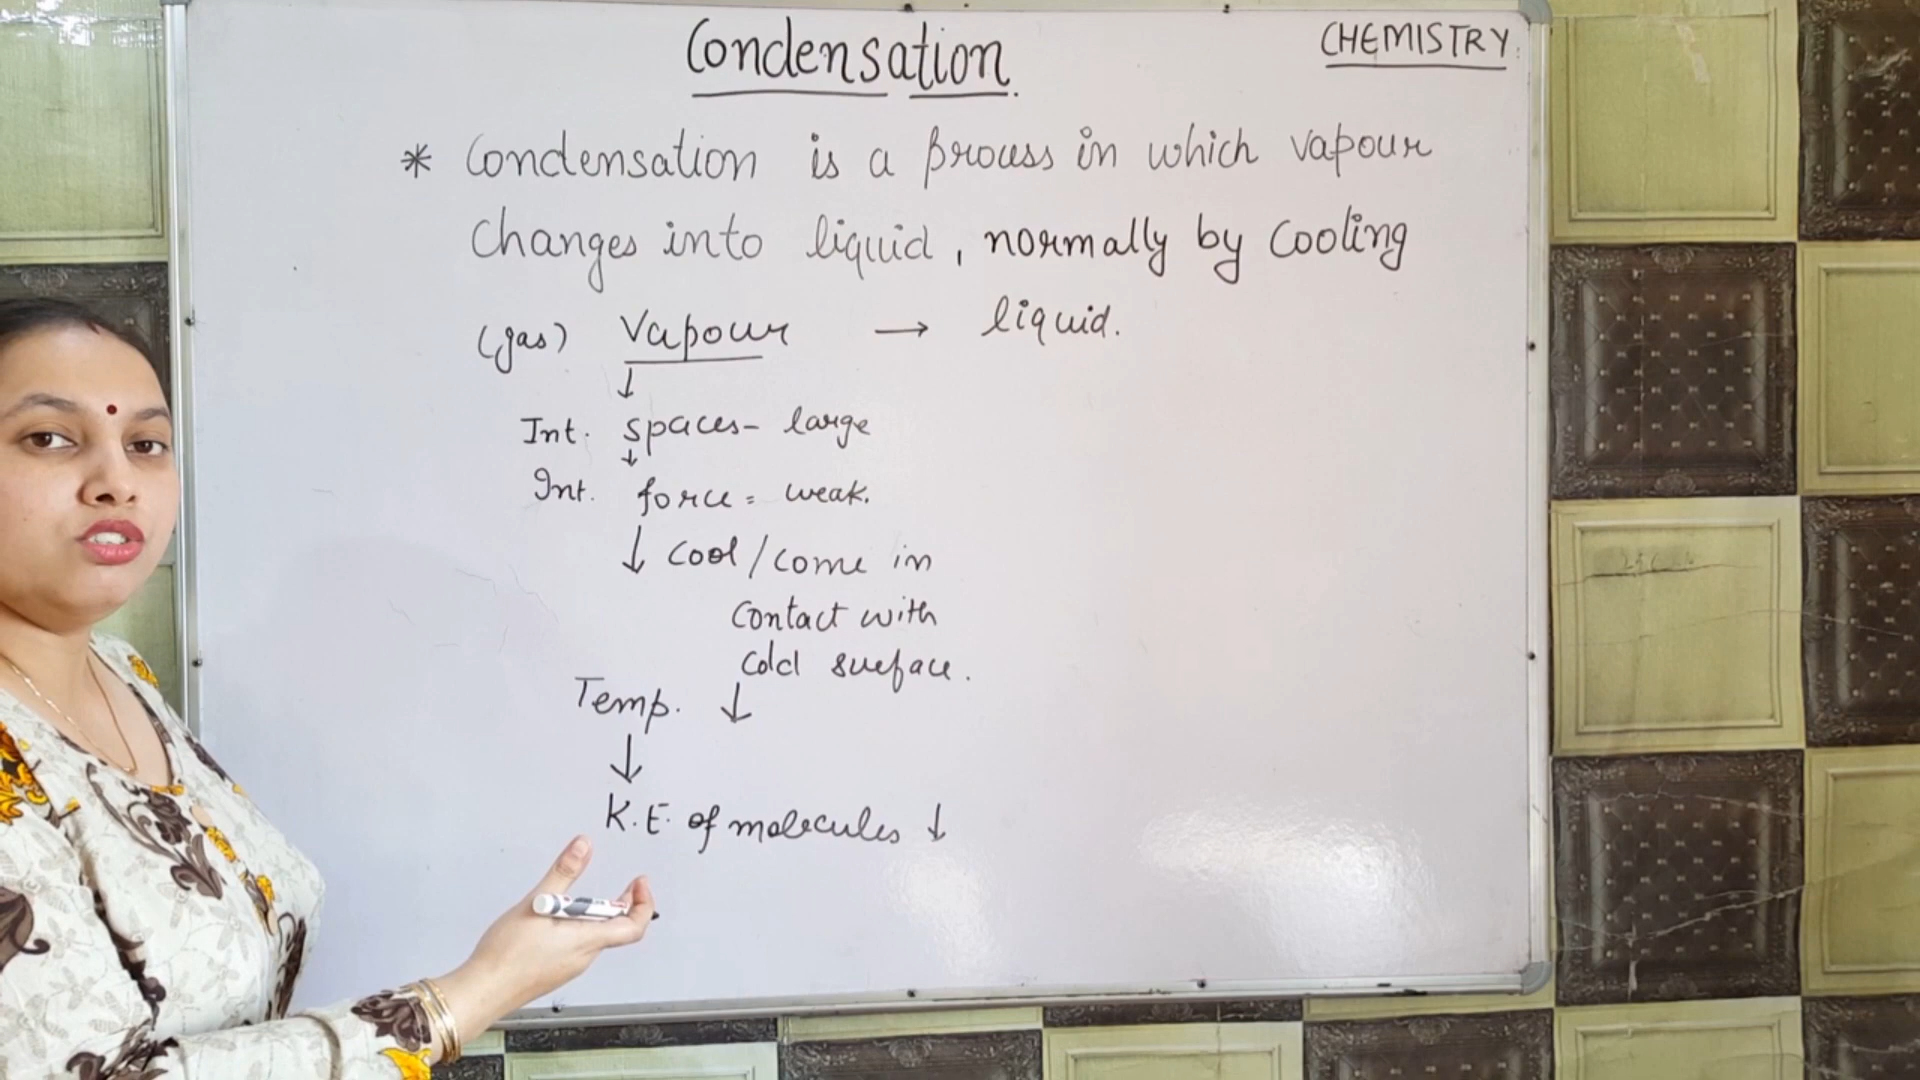 Condensation.
CHEMISTRY
* Condensation is a process in which vapour
changes into liquid, normally by cooling
(gas) Vapour → liquid.
↓
Int. spaces- large
↓
Int. force = weak.
↓ Cool / come in
contact with
cold surface.
Temp. ↓
↓
K.E. of molecules ↓